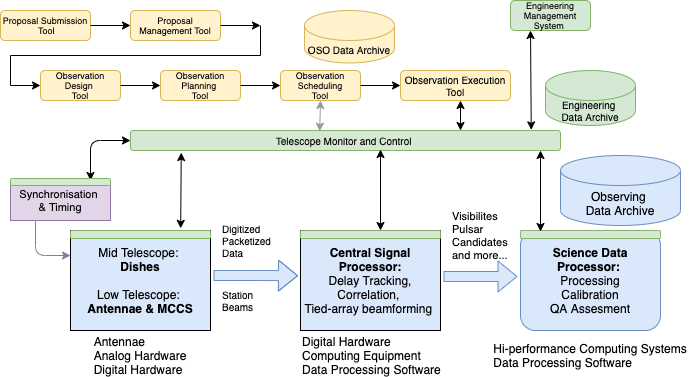 Proposal Submission
Tool
Proposal
Management Tool
OSO Data Archive
Engineering
Management
System
Observation
Design
Tool
Observation
Planning
Tool
Observation
Scheduling
Tool
Observation Execution
Tool
Engineering
Data Archive
Telescope Monitor and Control
Synchronisation
& Timing
Observing
Data Archive
Mid Telescope:
Dishes
Low Telescope:
Antennae & MCCS
Digitized
Packetized
Data
Station
Beams
Central Signal
Processor:
Delay Tracking,
Correlation,
Tied-array beamforming
Visibilites
Pulsar
Candidates
and more...
Science Data
Processor:
Processing
Calibration
QA Assesment
Antennae
Analog Hardware
Digital Hardware
Digital Hardware
Computing Equipment
Data Processing Software
Hi-performance Computing Systems
Data Processing Software